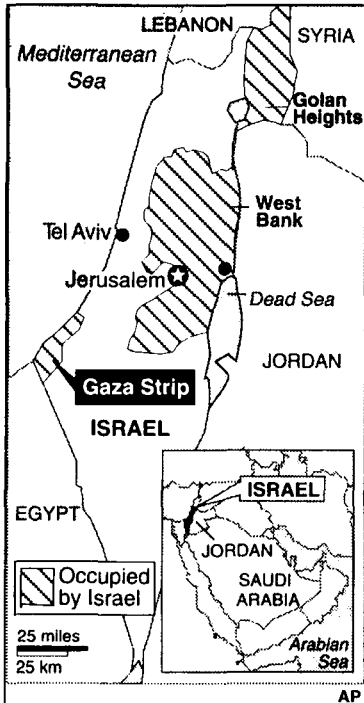 LEBANON
SYRIA
Mediterranean
Sea
Golan
Heights
West
Bank
Tel Aviv
Jerusalem
Dead Sea
JORDAN
Gaza Strip
ISRAEL
EGYPT
ISRAEL
JORDAN
SAUDI
ARABIA
Arabian
Sea
Occupied
by Israel
25 miles
25 km
AP